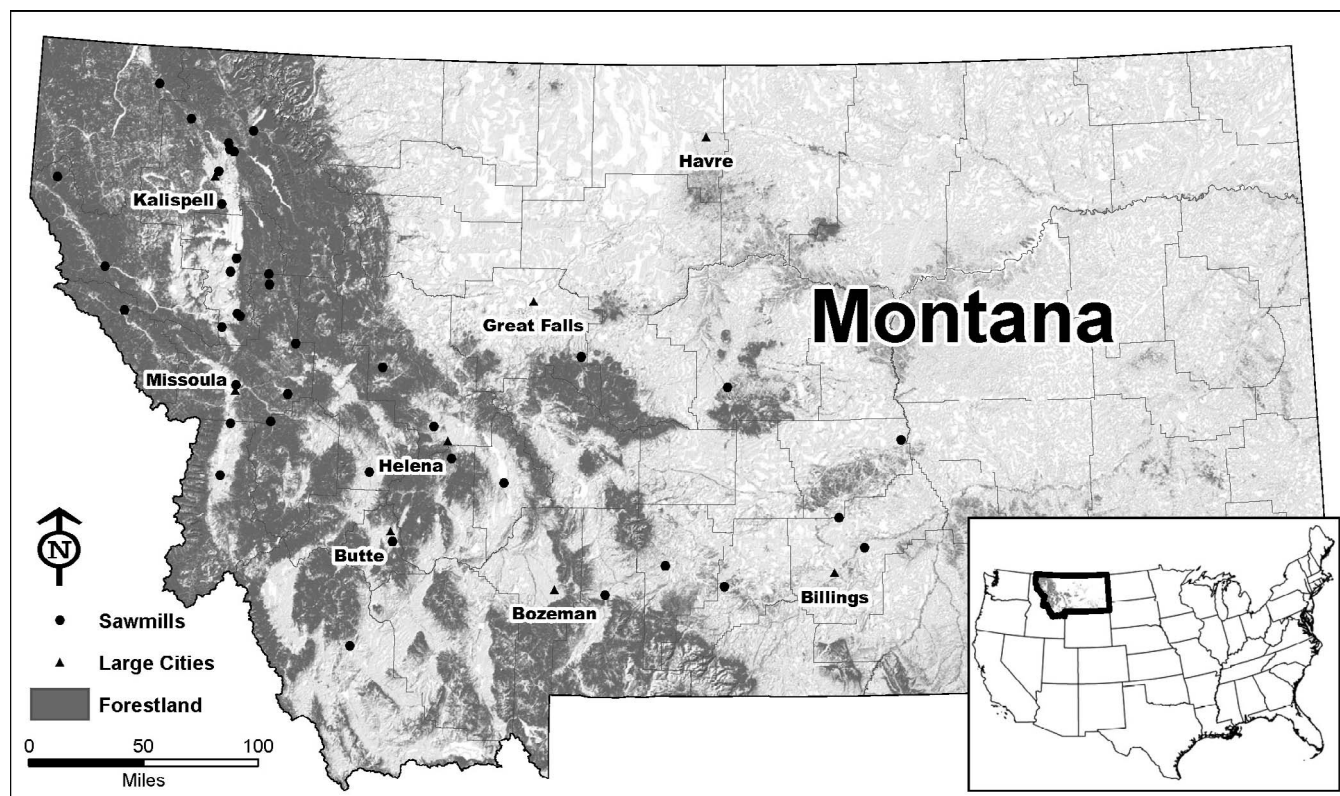 Havre
Kalispell
Montana
Great Falls
Missoula
Helena
Butte
Bozeman
Billings
N
Sawmills
Large Cities
Forestland
0 50 100
Miles